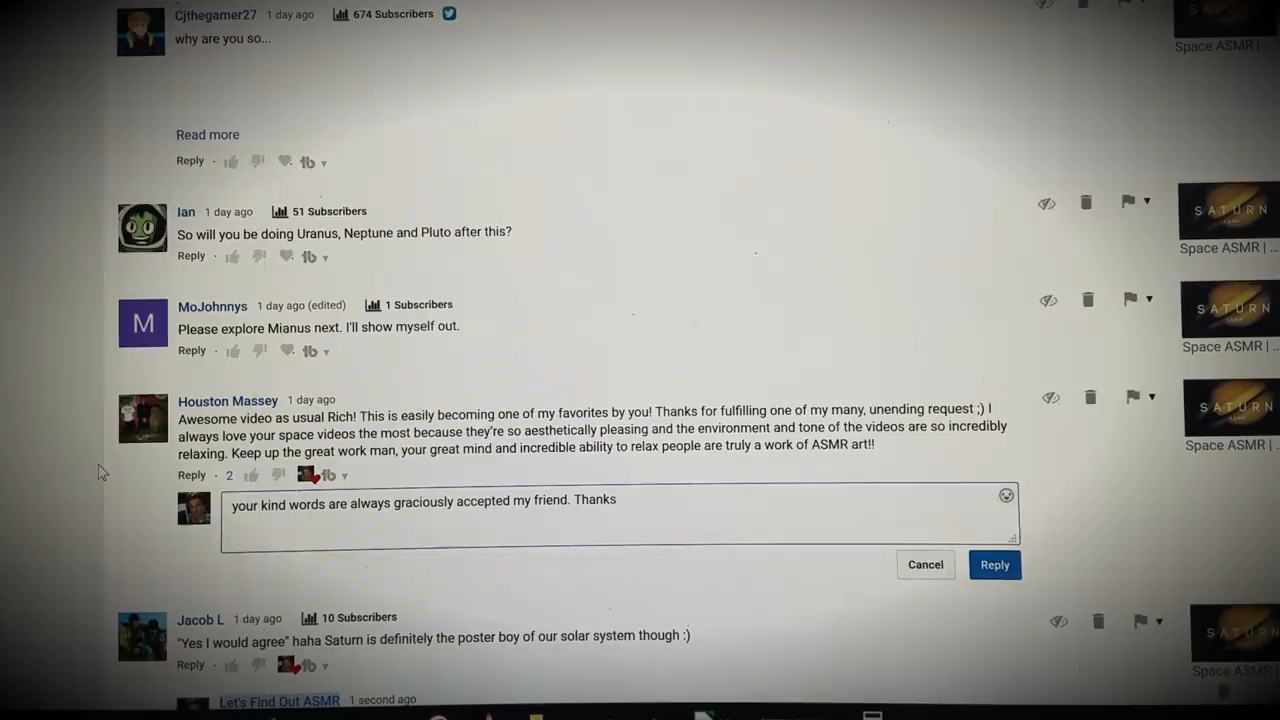 Cjthegamer27 1 day ago 674 Subscribers
why are you so...
Space ASMR | ...
Read more
Reply
Ian 1 day ago 51 Subscribers
So will you be doing Uranus, Neptune and Pluto after this?
Reply
SATURN
Space ASMR | ...
M
MoJohnnys 1 day ago (edited) 1 Subscribers
Please explore Mianus next. I'll show myself out.
Reply
SATURN
Space ASMR | ...
Houston Massey 1 day ago
Awesome video as usual Rich! This is easily becoming one of my favorites by you! Thanks for fulfilling one of my many, unending request ;) I
always love your space videos the most because they're so aesthetically pleasing and the environment and tone of the videos are so incredibly
relaxing. Keep up the great work man, your great mind and incredible ability to relax people are truly a work of ASMR art!!
Reply · 2
SATURN
Space ASMR | ...
your kind words are always graciously accepted my friend. Thanks
Cancel Reply
Jacob L 1 day ago 10 Subscribers
"Yes I would agree" haha Saturn is definitely the poster boy of our solar system though :)
Reply
SATURN
Space ASMR | ...
Let's Find Out ASMR 1 second ago